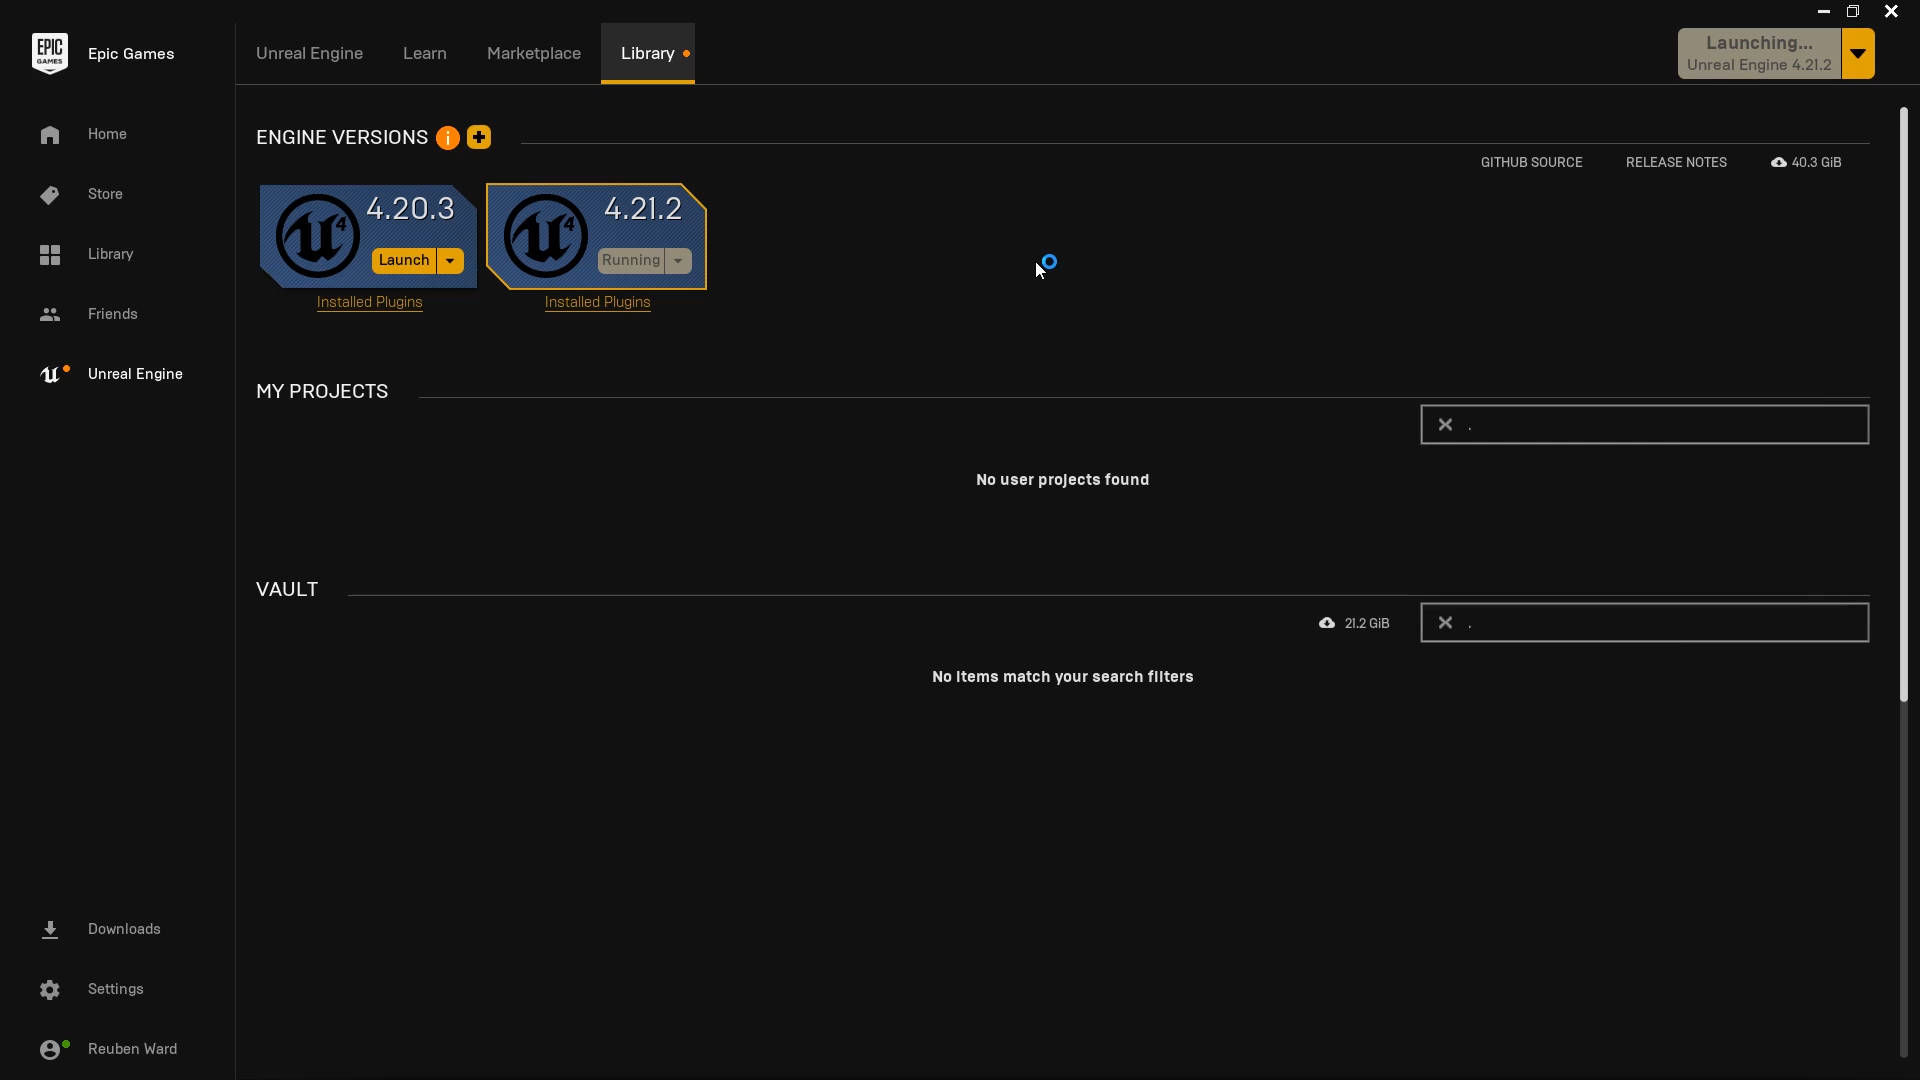 EPIC
GAMES
Epic Games
Unreal Engine
Learn
Marketplace
Library
Launching...
Unreal Engine 4.21.2
Home
Store
Library
Friends
Unreal Engine
ENGINE VERSIONS
GITHUB SOURCE
RELEASE NOTES
40.3 GiB
4.20.3
Launch
Installed Plugins
4.21.2
Running
Installed Plugins
MY PROJECTS
.
No user projects found
VAULT
21.2 GiB
.
No items match your search filters
Downloads
Settings
Reuben Ward